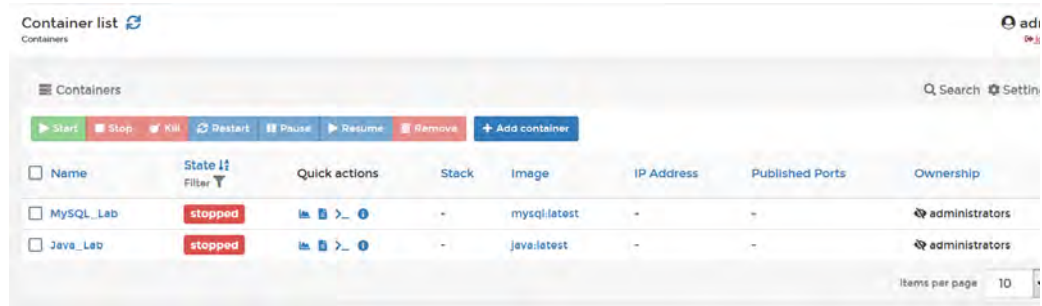 Container list
Containers
adm
Containers
Search Settin
Start Stop Kill Restart Pause Resume Remove + Add container
Name State Filter Quick actions Stack Image IP Address Published Ports Ownership
MySQL_Lab stopped >_ - mysql:latest - - administrators
Java_Lab stopped >_ - java:latest - - administrators
Items per page 10